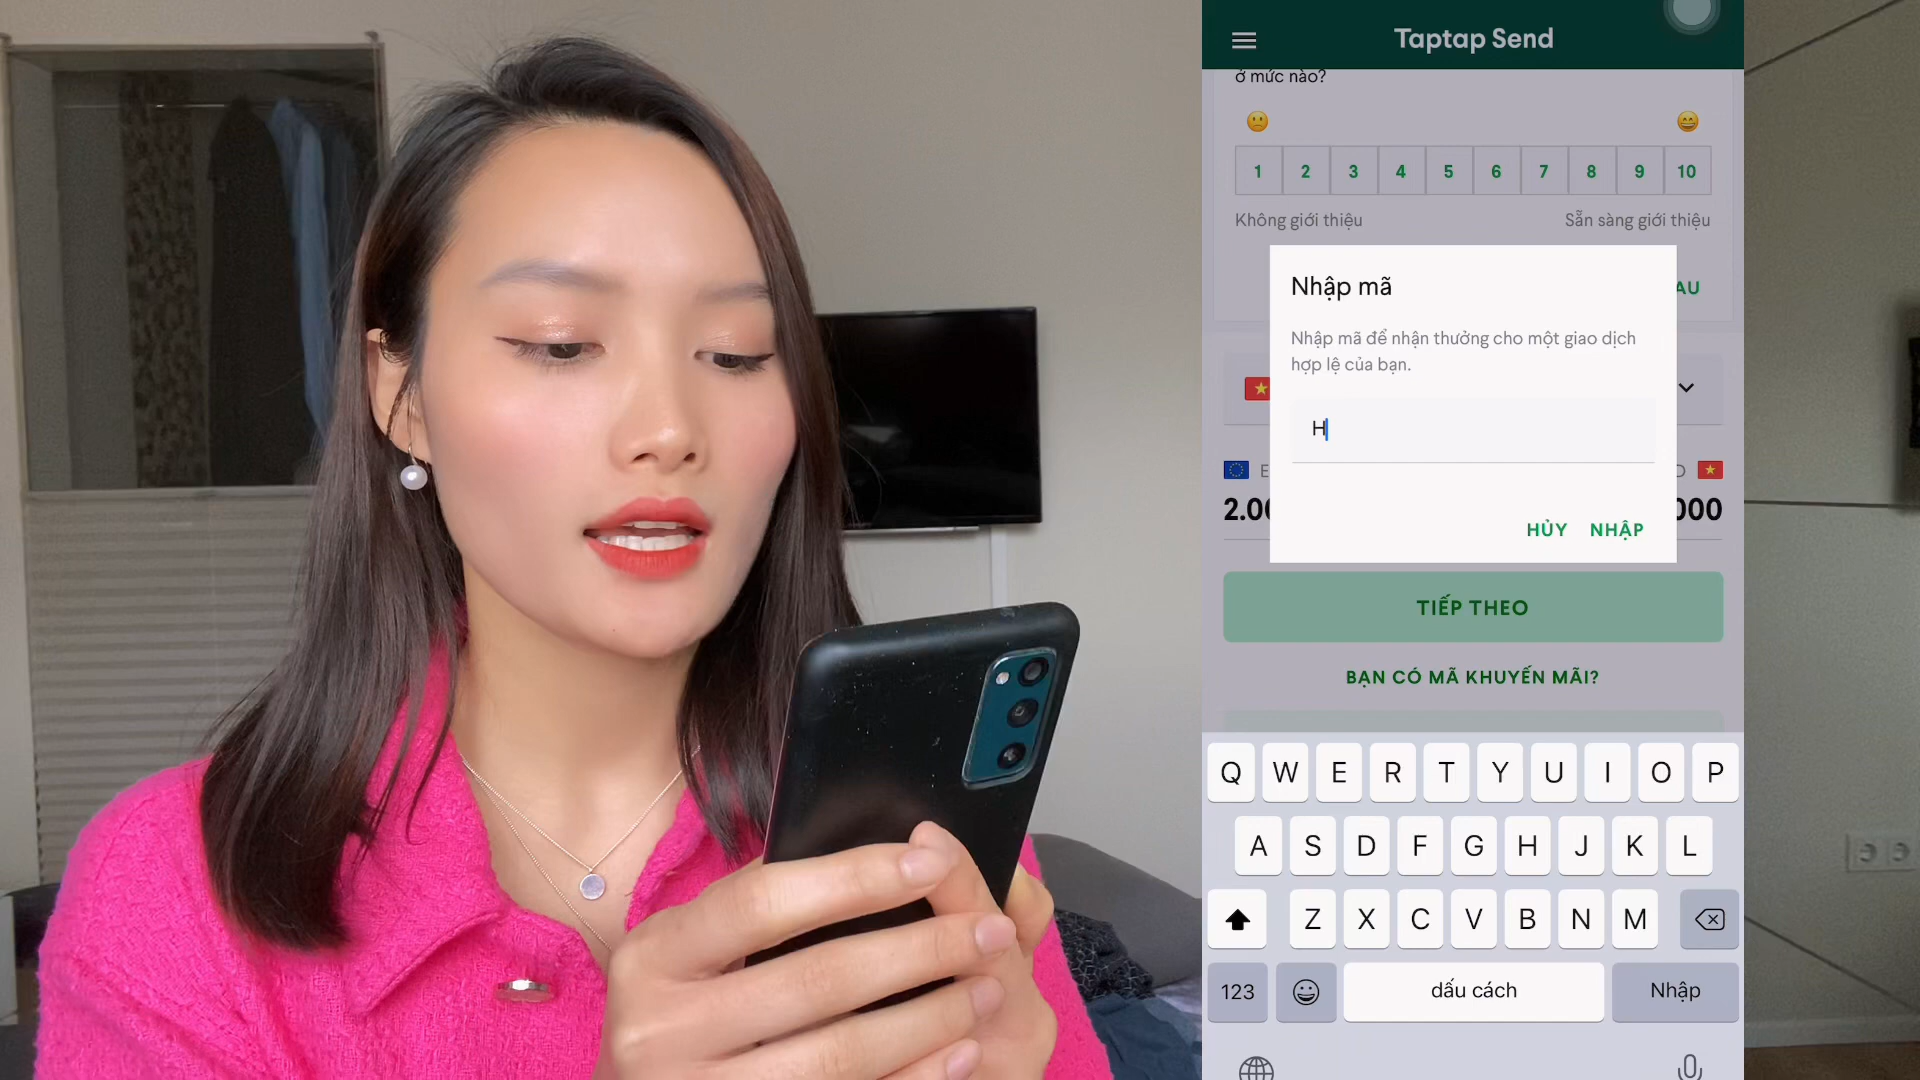 Taptap Send
ở mức nào?
1 2 3 4 5 6 7 8 9 10
Không giới thiệu
Sẵn sàng giới thiệu
Nhập mã
AU
Nhập mã để nhận thưởng cho một giao dịch
hợp lệ của bạn.
H
E
D
2.00
000
HỦY NHẬP
TIẾP THEO
BẠN CÓ MÃ KHUYẾN MÃI?
Q W E R T Y U I O P
A S D F G H J K L
Z X C V B N M
123
dấu cách
Nhập